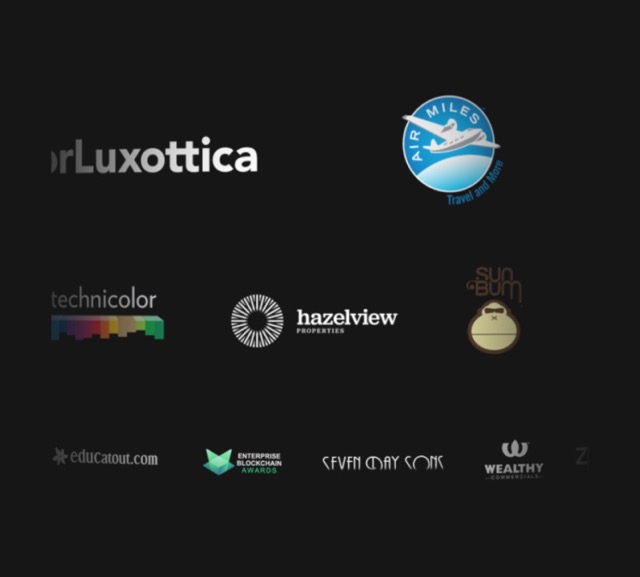 AIR MILES
orLuxottica
Travel and More
SUN
BUM
technicolor
hazelview
PROPERTIES
educatout.com
ENTERPRISE
BLOCKCHAIN
AWARDS
SEVEN DAY SONS
WEALTHY
COMMERCIALS
Z